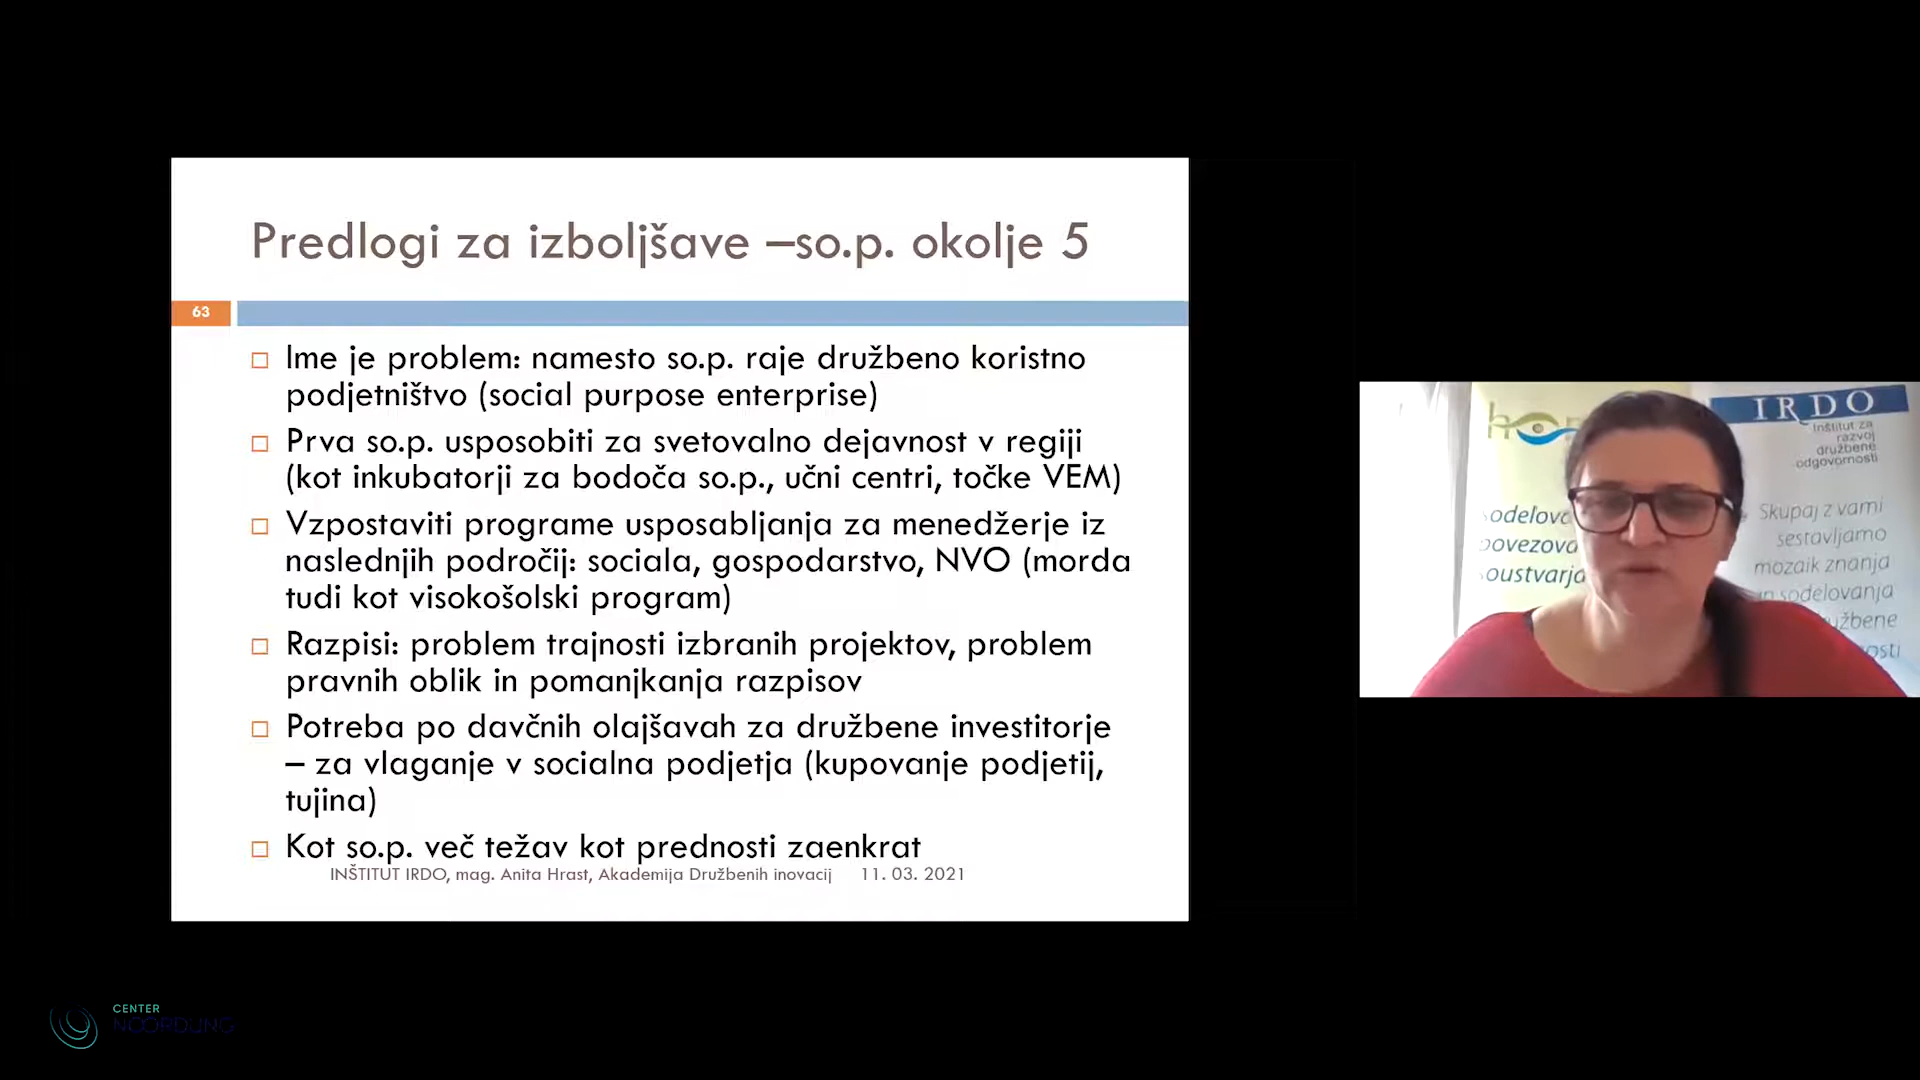 Predlogi za izboljšave –so.p. okolje 5
63
Ime je problem: namesto so.p. raje družbeno koristno
podjetništvo (social purpose enterprise)
Prva so.p. usposobiti za svetovalno dejavnost v regiji
(kot inkubatorji za bodoča so.p., učni centri, točke VEM)
Vzpostaviti programe usposabljanja za menedžerje iz
naslednjih področij: sociala, gospodarstvo, NVO (morda
tudi kot visokošolski program)
Razpisi: problem trajnosti izbranih projektov, problem
pravnih oblik in pomanjkanja razpisov
Potreba po davčnih olajšavah za družbene investitorje
– za vlaganje v socialna podjetja (kupovanje podjetij,
tujina)
Kot so.p. več težav kot prednosti zaenkrat
INŠTITUT IRDO, mag. Anita Hrast, Akademija Družbenih inovacij 11. 03. 2021
IRDO
Inštitut za
razvoj
družbene
odgovornosti
Skupaj z vami
sestavljamo
mozaik znanja
sodelovanja
CENTER
NOORDUNG